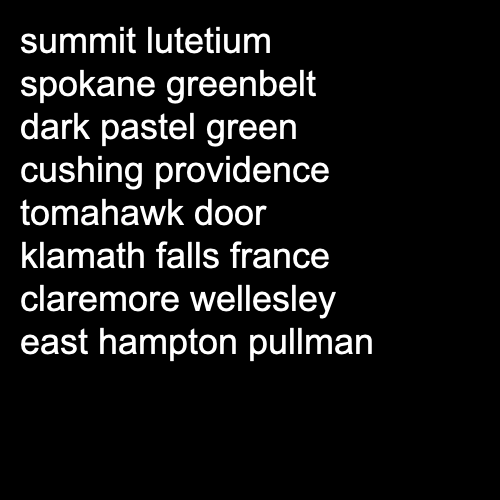 summit lutetium
spokane greenbelt
dark pastel green
cushing providence
tomahawk door
klamath falls france
claremore wellesley
east hampton pullman